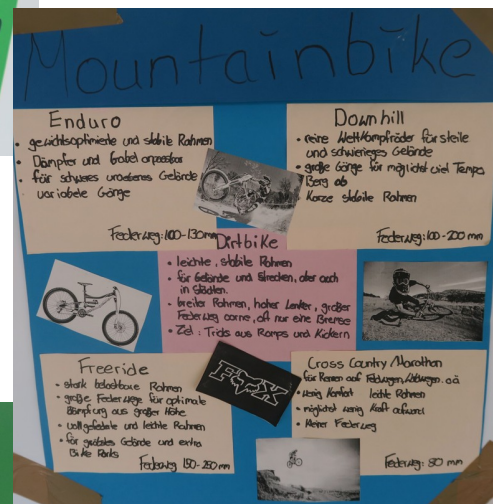 Mountainbike
Enduro
• gewichtsoptimierte und stabile Rahmen
• Dämpfer und Gabel anpassbar
• für schweres unebenes Gelände
• variabele Gänge
Federweg: 100-130mm
Downhill
• reine Wettkampfräder für steile
und schwieriges Gelände
• große Gänge für möglichst viel Tempo
Berg ab
Kurze stabile Rahmen
Federweg: 100-200 mm
Dirtbike
• leichte, stabile Rahmen
• für Gelände und Strecken, aber auch
in Städten.
• breiter Rahmen, hoher Lenker, großer
Federweg vorne, oft nur eine Bremse
• Ziel: Tricks auf Ramps und Kickern
Freeride
• stark belastbare Rahmen
• große Federwege für optimale
Dämpfung aus großer Höhe
• vollgefederte und leichte Rahmen
• für grobstes Gelände und extra
Bike Parks
Federweg 150-250 mm
FOX
Cross Country/Marathon
• für Rennen auf Feldwegen, o.ä
• wenig Komfort leichte Rahmen
• möglichst wenig Kraft aufwand
• kleiner Federweg
Federweg: 80 mm